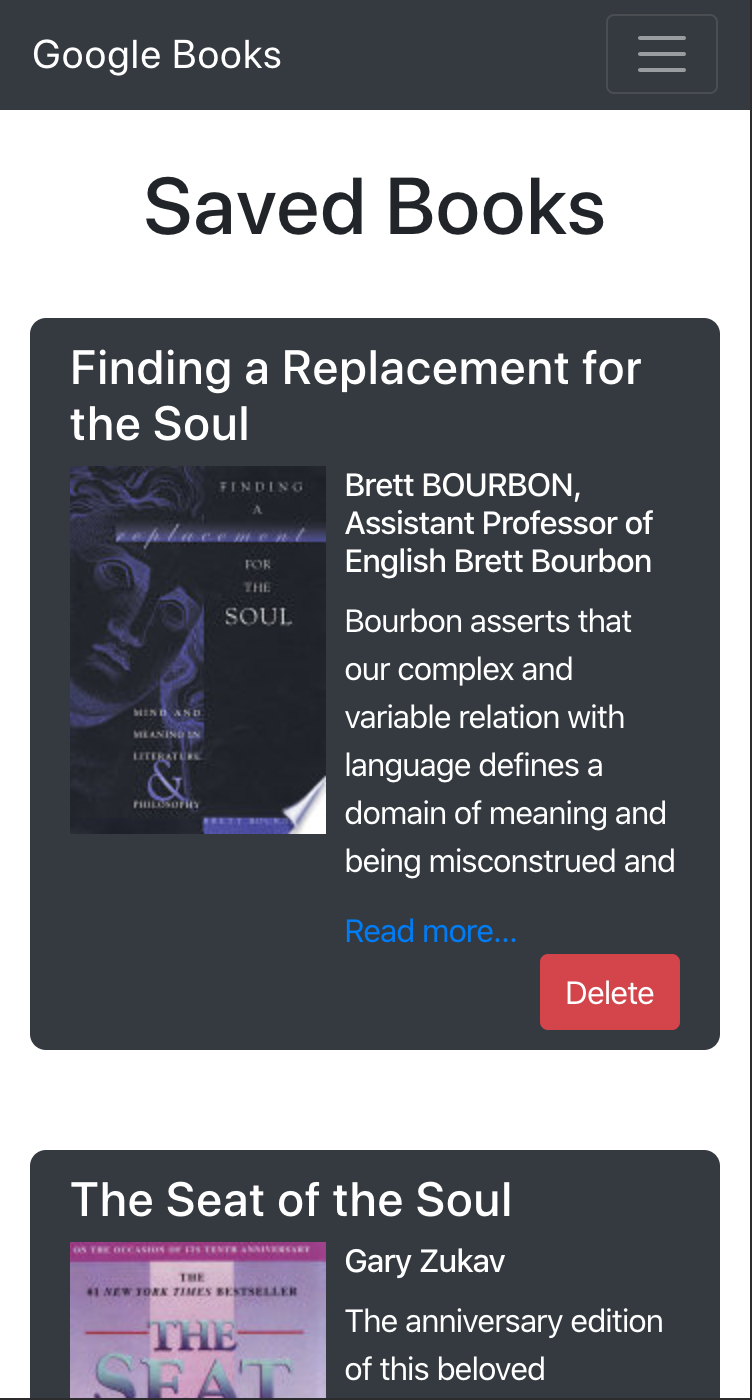 Google Books
Saved Books
Finding a Replacement for
the Soul
FINDING
A
replacement
FOR
THE
SOUL
MIND AND
MEANING IN
LITERATURE
&
PHILOSOPHY
Brett BOURBON,
Assistant Professor of
English Brett Bourbon
Bourbon asserts that
our complex and
variable relation with
language defines a
domain of meaning and
being misconstrued and
Read more...
Delete
The Seat of the Soul
ON THE OCCASION OF ITS TENTH ANNIVERSARY
THE
#1 NEW YORK TIMES BESTSELLER
THE
SEAT
Gary Zukav
The anniversary edition
of this beloved